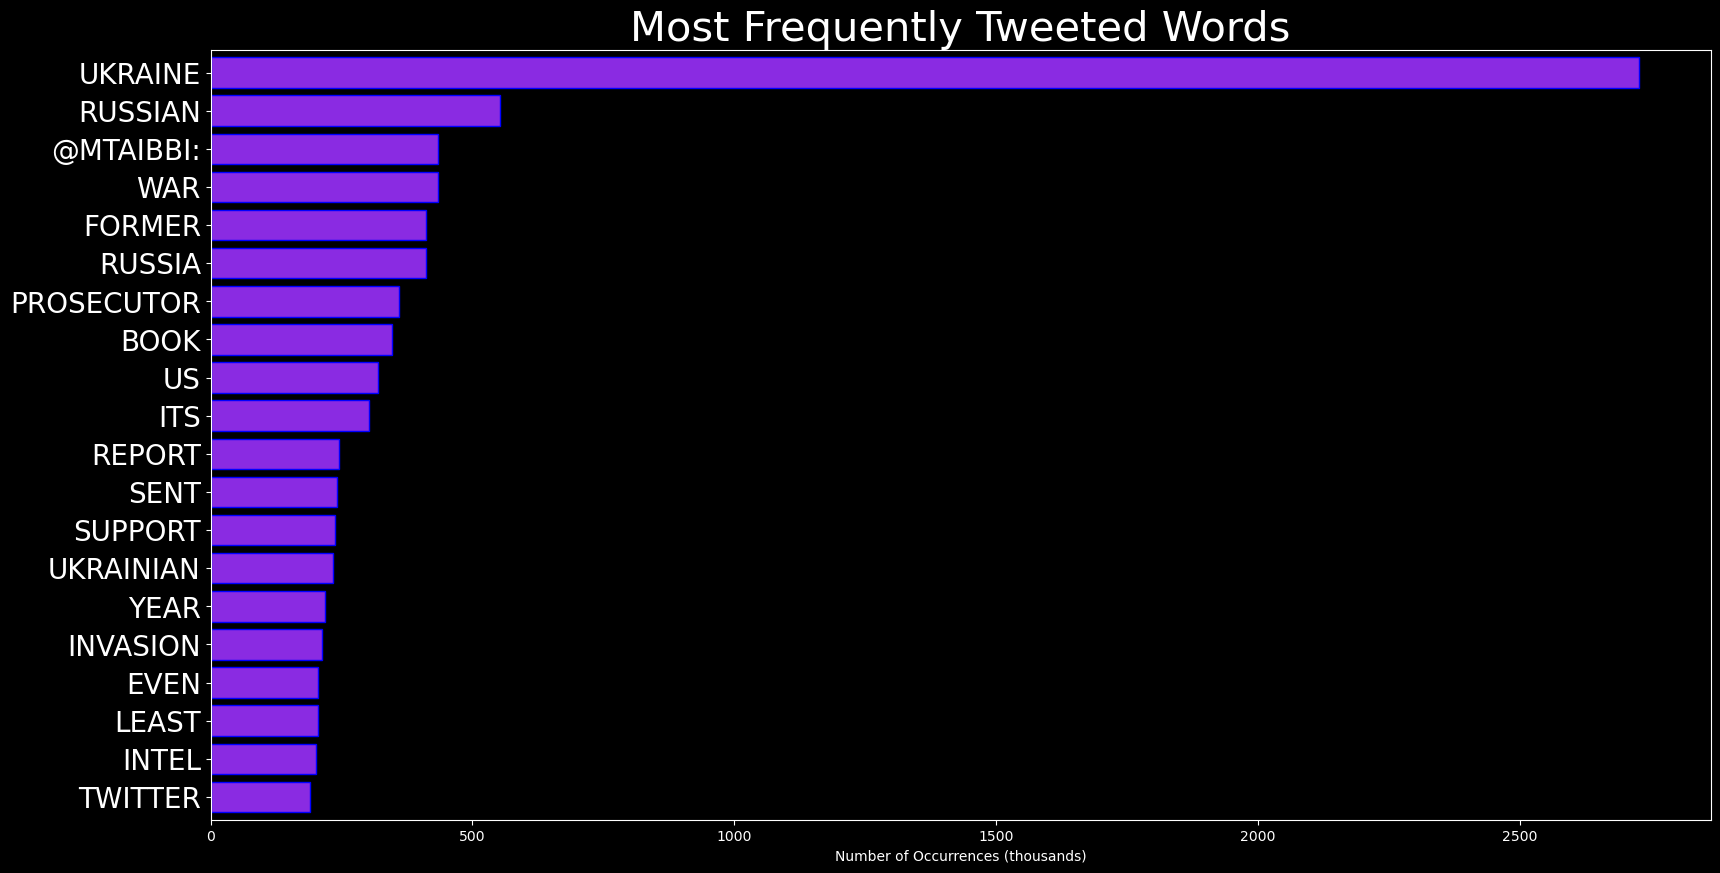 Most Frequently Tweeted Words
UKRAINE
RUSSIAN
@MTAIBBI:
WAR
FORMER
RUSSIA
PROSECUTOR
BOOK
US
ITS
REPORT
SENT
SUPPORT
UKRAINIAN
YEAR
INVASION
EVEN
LEAST
INTEL
TWITTER
0 500 1000 1500 2000 2500
Number of Occurrences (thousands)